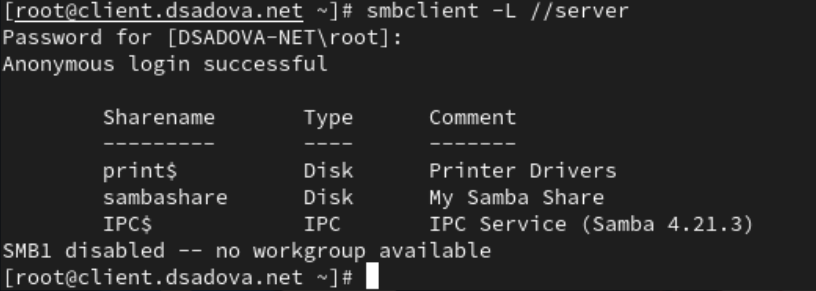 [root@client.dsadova.net ~]# smbclient -L //server
Password for [DSADOVA-NET\root]:
Anonymous login successful
Sharename Type Comment
--------- ---- -------
print$ Disk Printer Drivers
sambashare Disk My Samba Share
IPC$ IPC IPC Service (Samba 4.21.3)
SMB1 disabled -- no workgroup available
[root@client.dsadova.net ~]#